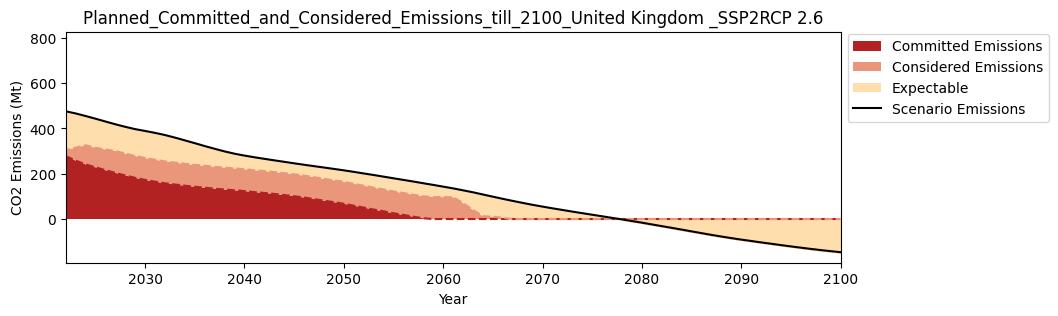 Planned_Committed_and_Considered_Emissions_till_2100_United Kingdom _SSP2RCP 2.6
800
600
400
200
0
CO2 Emissions (Mt)
2030 2040 2050 2060 2070 2080 2090 2100
Year
Committed Emissions
Considered Emissions
Expectable
Scenario Emissions